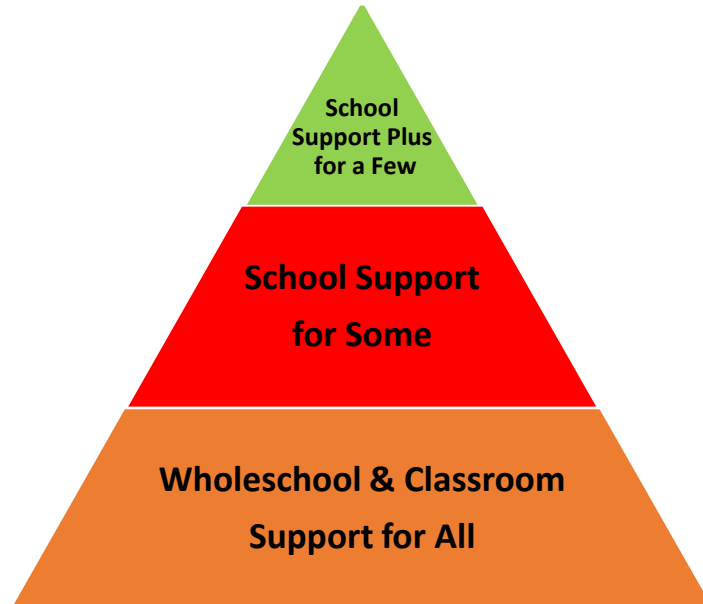 School
Support Plus
for a Few
School Support
for Some
Wholeschool & Classroom
Support for All